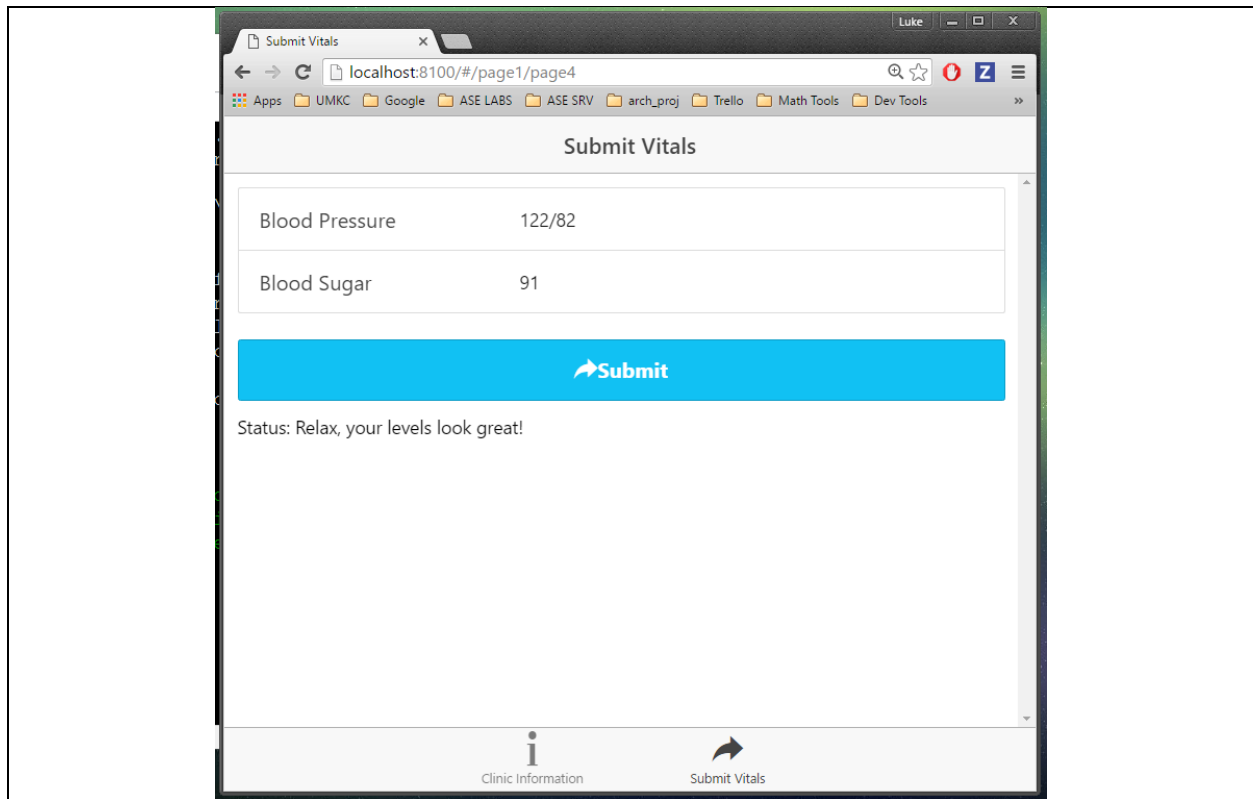 Luke
Submit Vitals
localhost:8100/#/page1/page4
Z
Apps UMKC Google ASE LABS ASE SRV arch_proj Trello Math Tools Dev Tools »
Submit Vitals
Blood Pressure 122/82
Blood Sugar 91
Submit
Status: Relax, your levels look great!
Clinic Information Submit Vitals